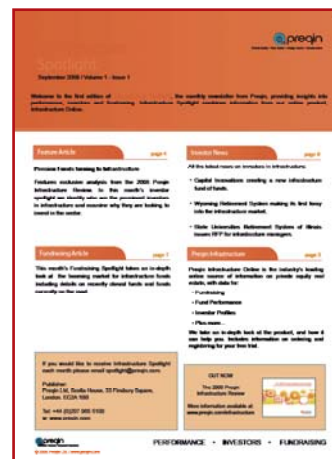 preqin
Spotlight
September 2008 / Volume 1 - Issue 1
Welcome to the first edition of the monthly newsletter from Preqin, providing insights into
performance, investors and fundraising. Infrastructure Spotlight combines information from our online product
Infrastructure Online.
Feature Article page 4
Pension Funds turning to Infrastructure
Features exclusive analysis from the 2008 Preqin
Infrastructure Review. In this month's investor
spotlight we identify who are the prominent investors
in infrastructure and examine why they are looking to
invest in the sector.
Fundraising Article page 7
This month's Fundraising Spotlight takes an in-depth
look at the booming market for infrastructure funds
including details on recently closed funds and funds
currently on the road.
Investor News page 8
All the latest news on investors in infrastructure:
• Capital Innovations creating a new infrastructure
fund of funds.
• Wyoming Retirement System making its first foray
into the infrastructure market.
• State Universities Retirement System of Illinois
issues RFP for infrastructure managers.
Preqin Infrastructure page 3
Preqin Infrastructure Online is the industry's leading
online source of information on private equity real
estate, with data for:
- Fundraising
- Fund Performance
- Investor Profiles
- Plus more...
We take an in-depth look at the product, and how it
can help you. Includes information on ordering and
registering for your free trial.
If you would like to receive Infrastructure Spotlight
each month please email spotlight@preqin.com.
Publisher:
Preqin Ltd, Scotia House, 33 Finsbury Square,
London. EC2A 1BB
Tel: +44 (0)207 065 5100
w: www.preqin.com
OUT NOW
The 2008 Preqin
Infrastructure Review
More information available at:
www.preqin.com/infrastructure
preqin
PERFORMANCE • INVESTORS • FUNDRAISING
© 2008 Preqin Ltd. / www.preqin.com